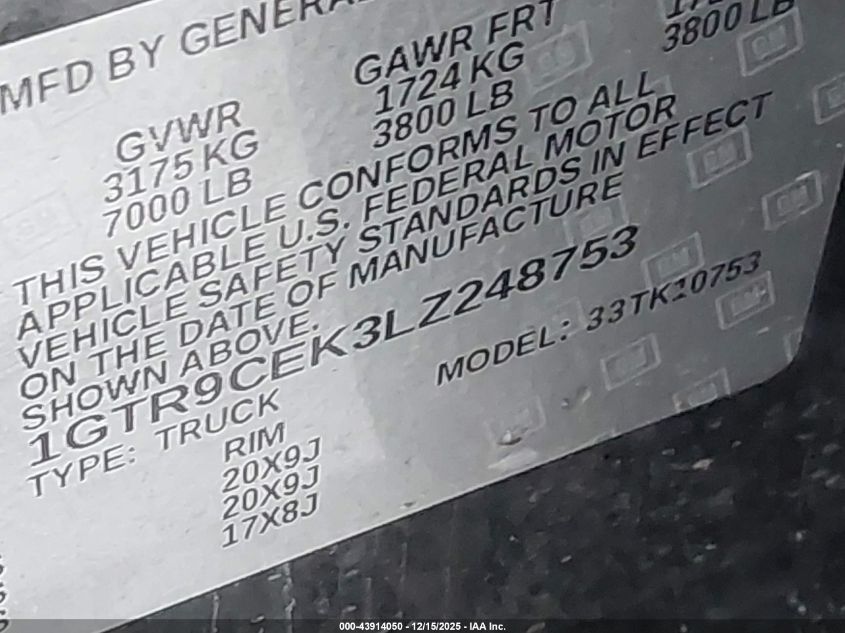 MFD BY GENERA
GVWR
3175 KG
7000 LB
GAWR FRT
1724 KG
3800 LB
3800 LB
THIS VEHICLE CONFORMS TO ALL
APPLICABLE U.S. FEDERAL MOTOR
VEHICLE SAFETY STANDARDS IN EFFECT
ON THE DATE OF MANUFACTURE
SHOWN ABOVE.
1GTR9CEK3LZ248753
TYPE: TRUCK
MODEL: 33TK10753
RIM
20X9J
20X9J
17X8J
000-43914050 - 12/15/2025 - IAA Inc.